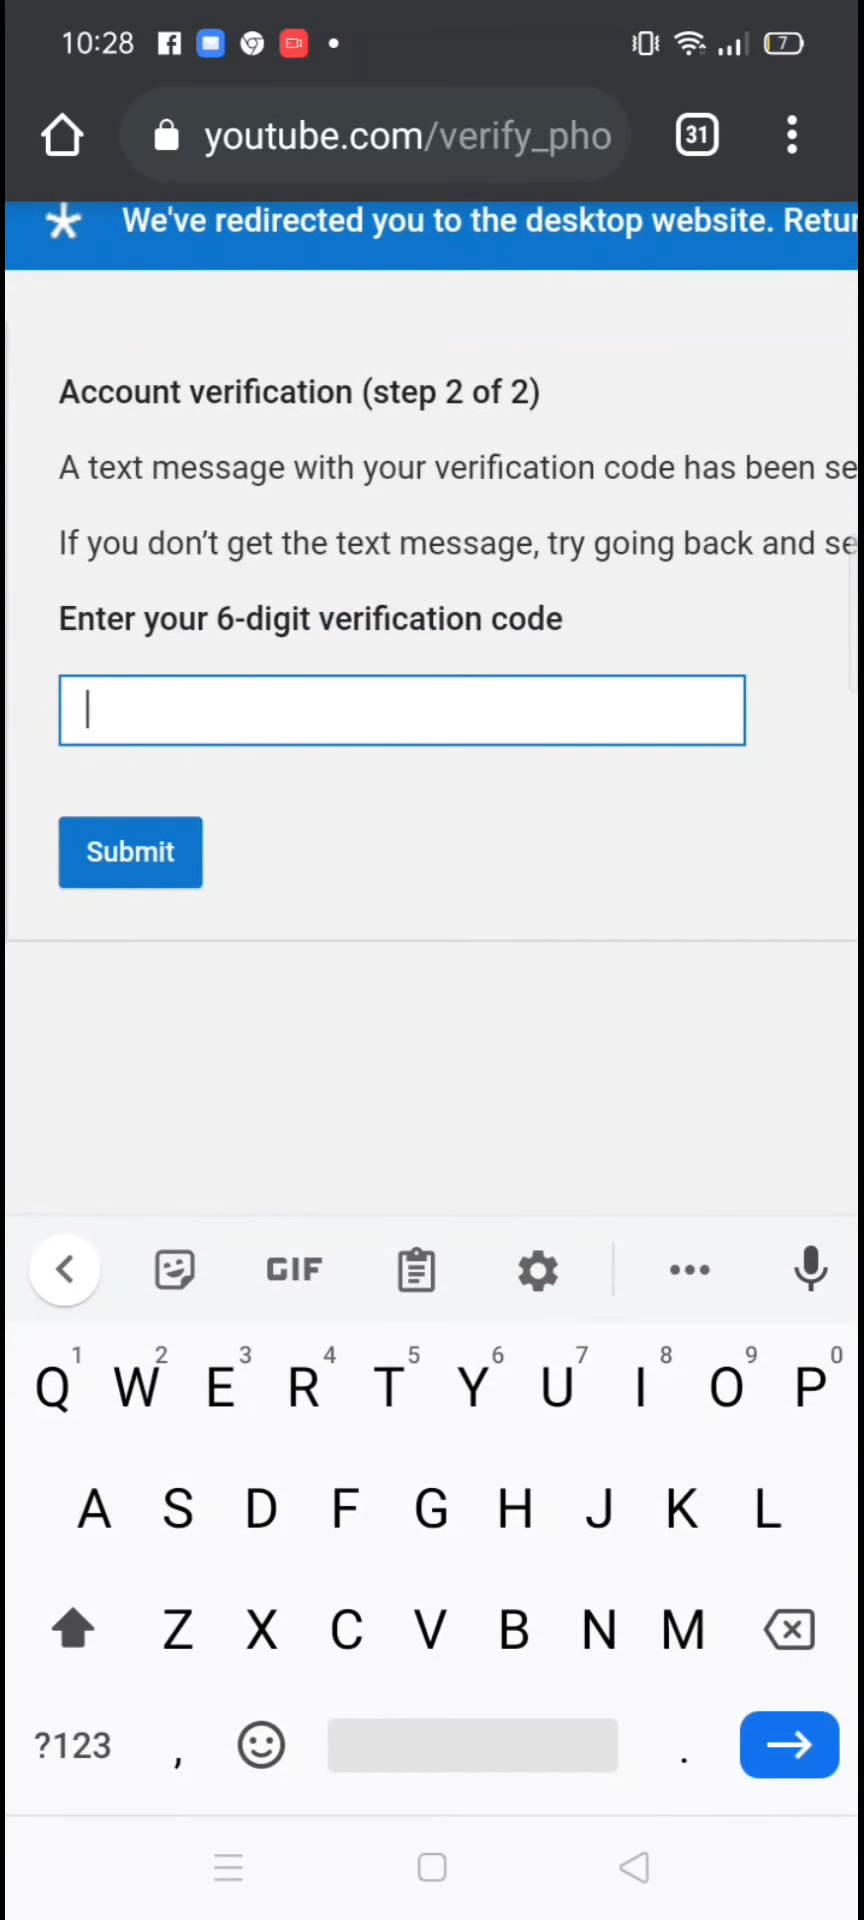 10:28
7
youtube.com/verify_pho
31
We've redirected you to the desktop website. Retur
Account verification (step 2 of 2)
A text message with your verification code has been se
If you don't get the text message, try going back and se
Enter your 6-digit verification code
Submit
GIF
1 2 3 4 5 6 7 8 9 0
Q W E R T Y U I O P
A S D F G H J K L
Z X C V B N M
?123 , .